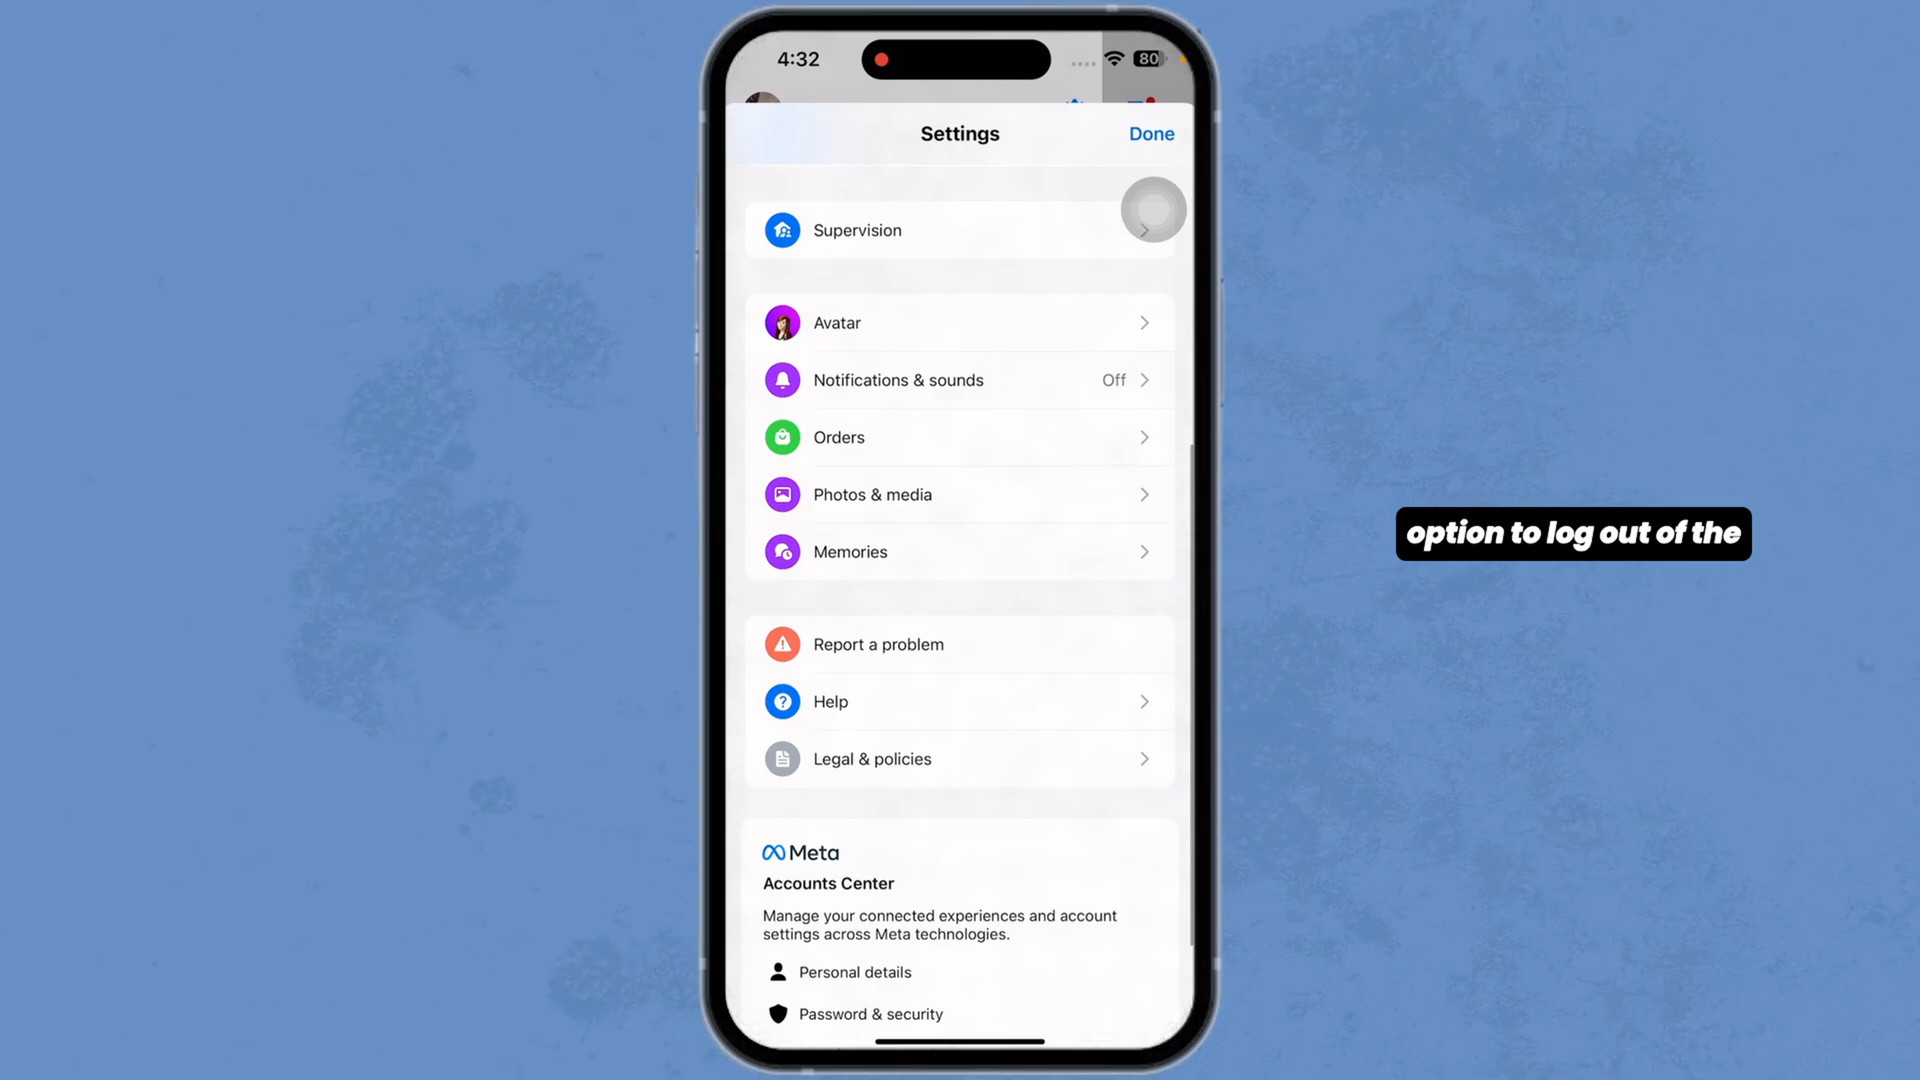 4:32
80
Settings
Done
Supervision
Avatar
Notifications & sounds
Off
Orders
Photos & media
Memories
option to log out of the
Report a problem
Help
Legal & policies
Meta
Accounts Center
Manage your connected experiences and account
settings across Meta technologies.
Personal details
Password & security